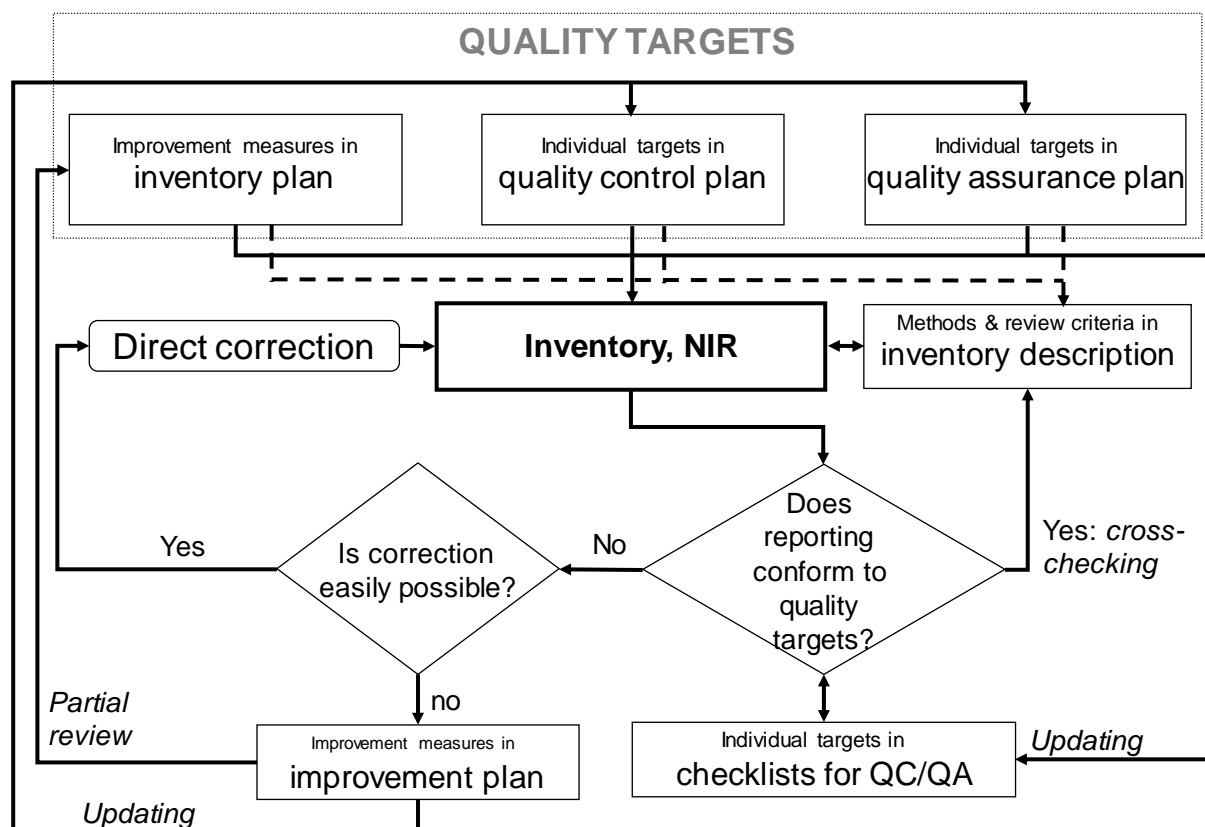 QUALITY TARGETS
Improvement measures in
inventory plan
Individual targets in
quality control plan
Individual targets in
quality assurance plan
Direct correction
Inventory, NIR
Methods & review criteria in
inventory description
Yes
Is correction
easily possible?
No
Does
reporting
conform to
quality
targets?
Yes: cross-
checking
Partial
review
no
Improvement measures in
improvement plan
Individual targets in
checklists for QC/QA
Updating
Updating